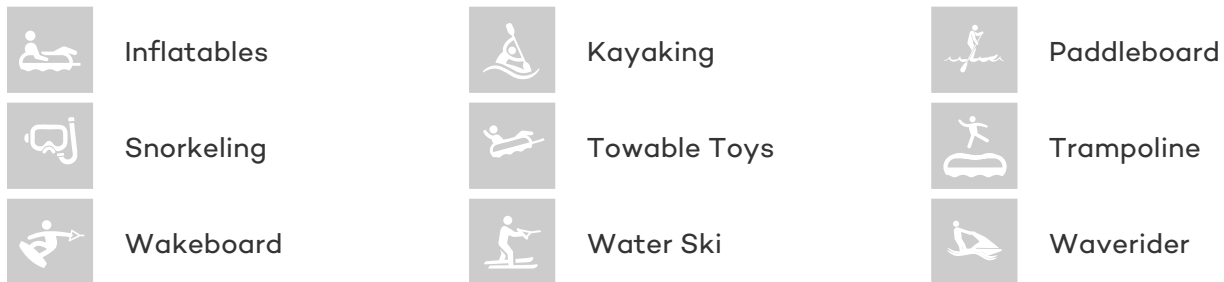 Inflatables
Kayaking
Paddleboard
Snorkeling
Towable Toys
Trampoline
Wakeboard
Water Ski
Waverider